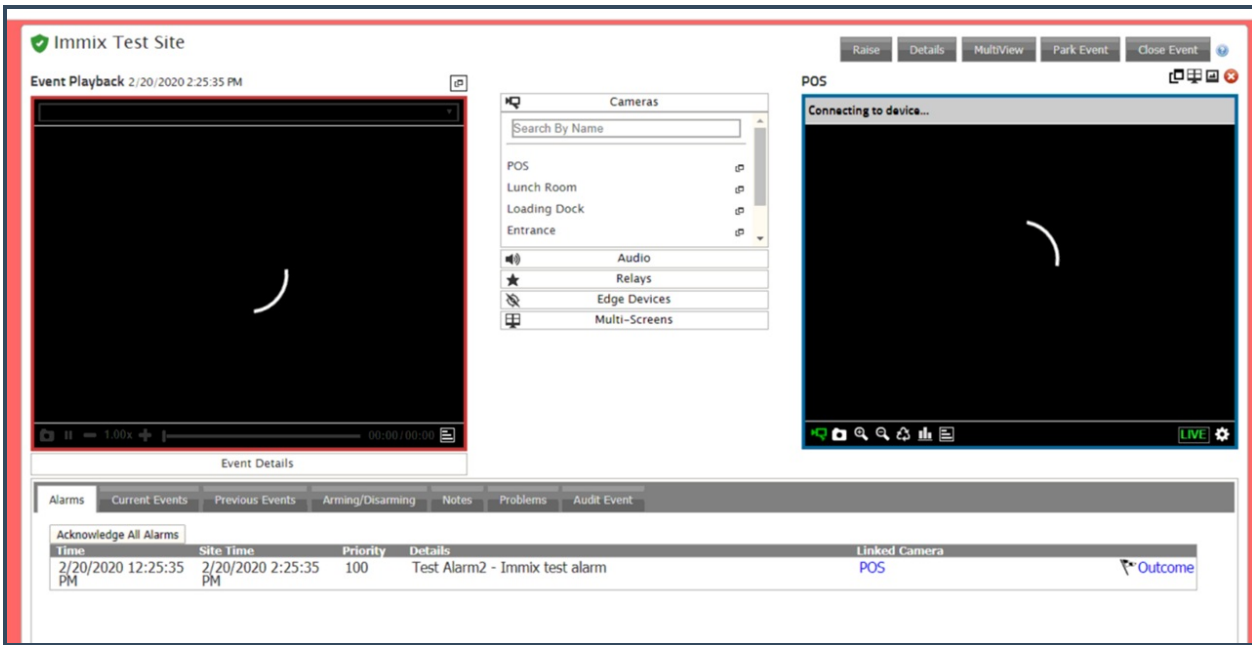 Immix Test Site
Raise Details MultiView Park Event Close Event
Event Playback 2/20/2020 2:25:35 PM
POS
Cameras
Search By Name
POS
Lunch Room
Loading Dock
Entrance
Audio
Relays
Edge Devices
Multi-Screens
Connecting to device...
1.00x 00:00/00:00
LIVE
Event Details
Alarms Current Events Previous Events Arming/Disarming Notes Problems Audit Event
Acknowledge All Alarms
Time Site Time Priority Details Linked Camera
2/20/2020 12:25:35 2/20/2020 2:25:35 100 Test Alarm2 - Immix test alarm POS Outcome
PM PM